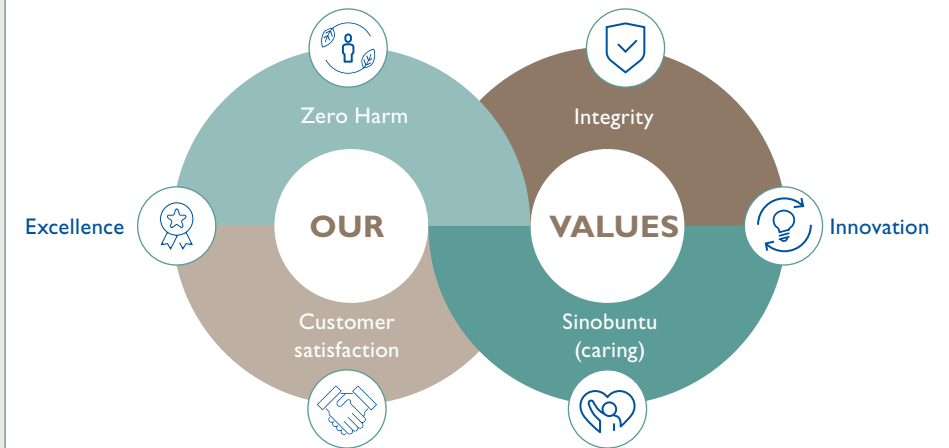 Zero Harm
Integrity
Excellence
OUR
VALUES
Innovation
Customer
satisfaction
Sinobuntu
(caring)